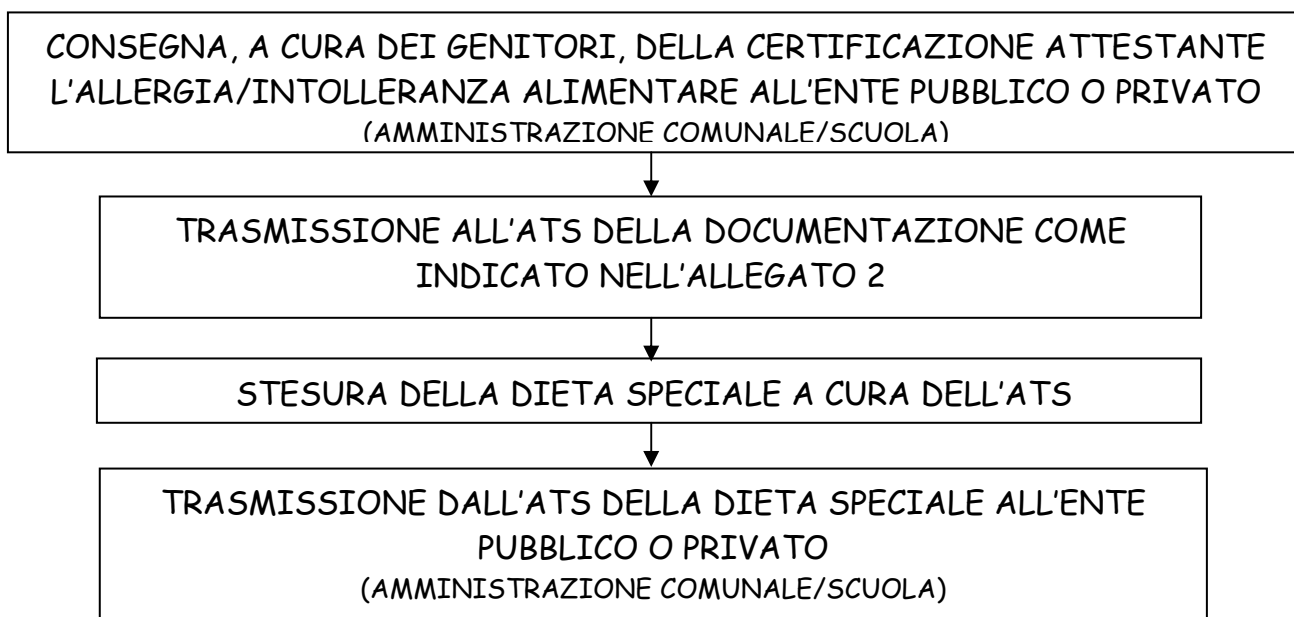 CONSEGNA, A CURA DEI GENITORI, DELLA CERTIFICAZIONE ATTESTANTE
L'ALLERGIA/INTOLLERANZA ALIMENTARE ALL'ENTE PUBBLICO O PRIVATO
(AMMINISTRAZIONE COMUNALE/SCUOLA)
TRASMISSIONE ALL'ATS DELLA DOCUMENTAZIONE COME
INDICATO NELL'ALLEGATO 2
STESURA DELLA DIETA SPECIALE A CURA DELL'ATS
TRASMISSIONE DALL'ATS DELLA DIETA SPECIALE ALL'ENTE
PUBBLICO O PRIVATO
(AMMINISTRAZIONE COMUNALE/SCUOLA)